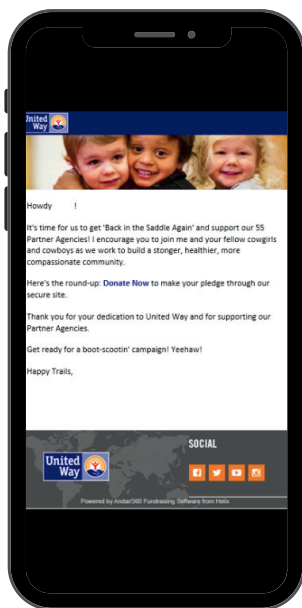 United
Way
Howdy !
It's time for us to get 'Back in the Saddle Again' and support our 55
Partner Agencies! I encourage you to join me and your fellow cowgirls
and cowboys as we work to build a stonger, healthier, more
compassionate community.
Here's the round-up: Donate Now to make your pledge through our
secure site.
Thank you for your dedication to United Way and for supporting our
Partner Agencies.
Get ready for a boot-scootin' campaign! Yeehaw!
Happy Trails,
SOCIAL
United
Way
Powered by Andar/360 Fundraising Software from Helix